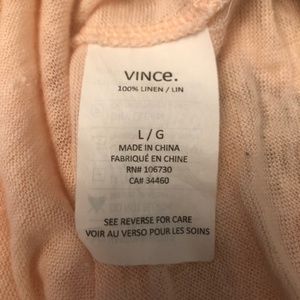 VINCE.
100% LINEN / LIN
L / G
MADE IN CHINA
FABRIQUÉ EN CHINE
RN# 106730
CA# 34460
SEE REVERSE FOR CARE
VOIR AU VERSO POUR LES SOINS